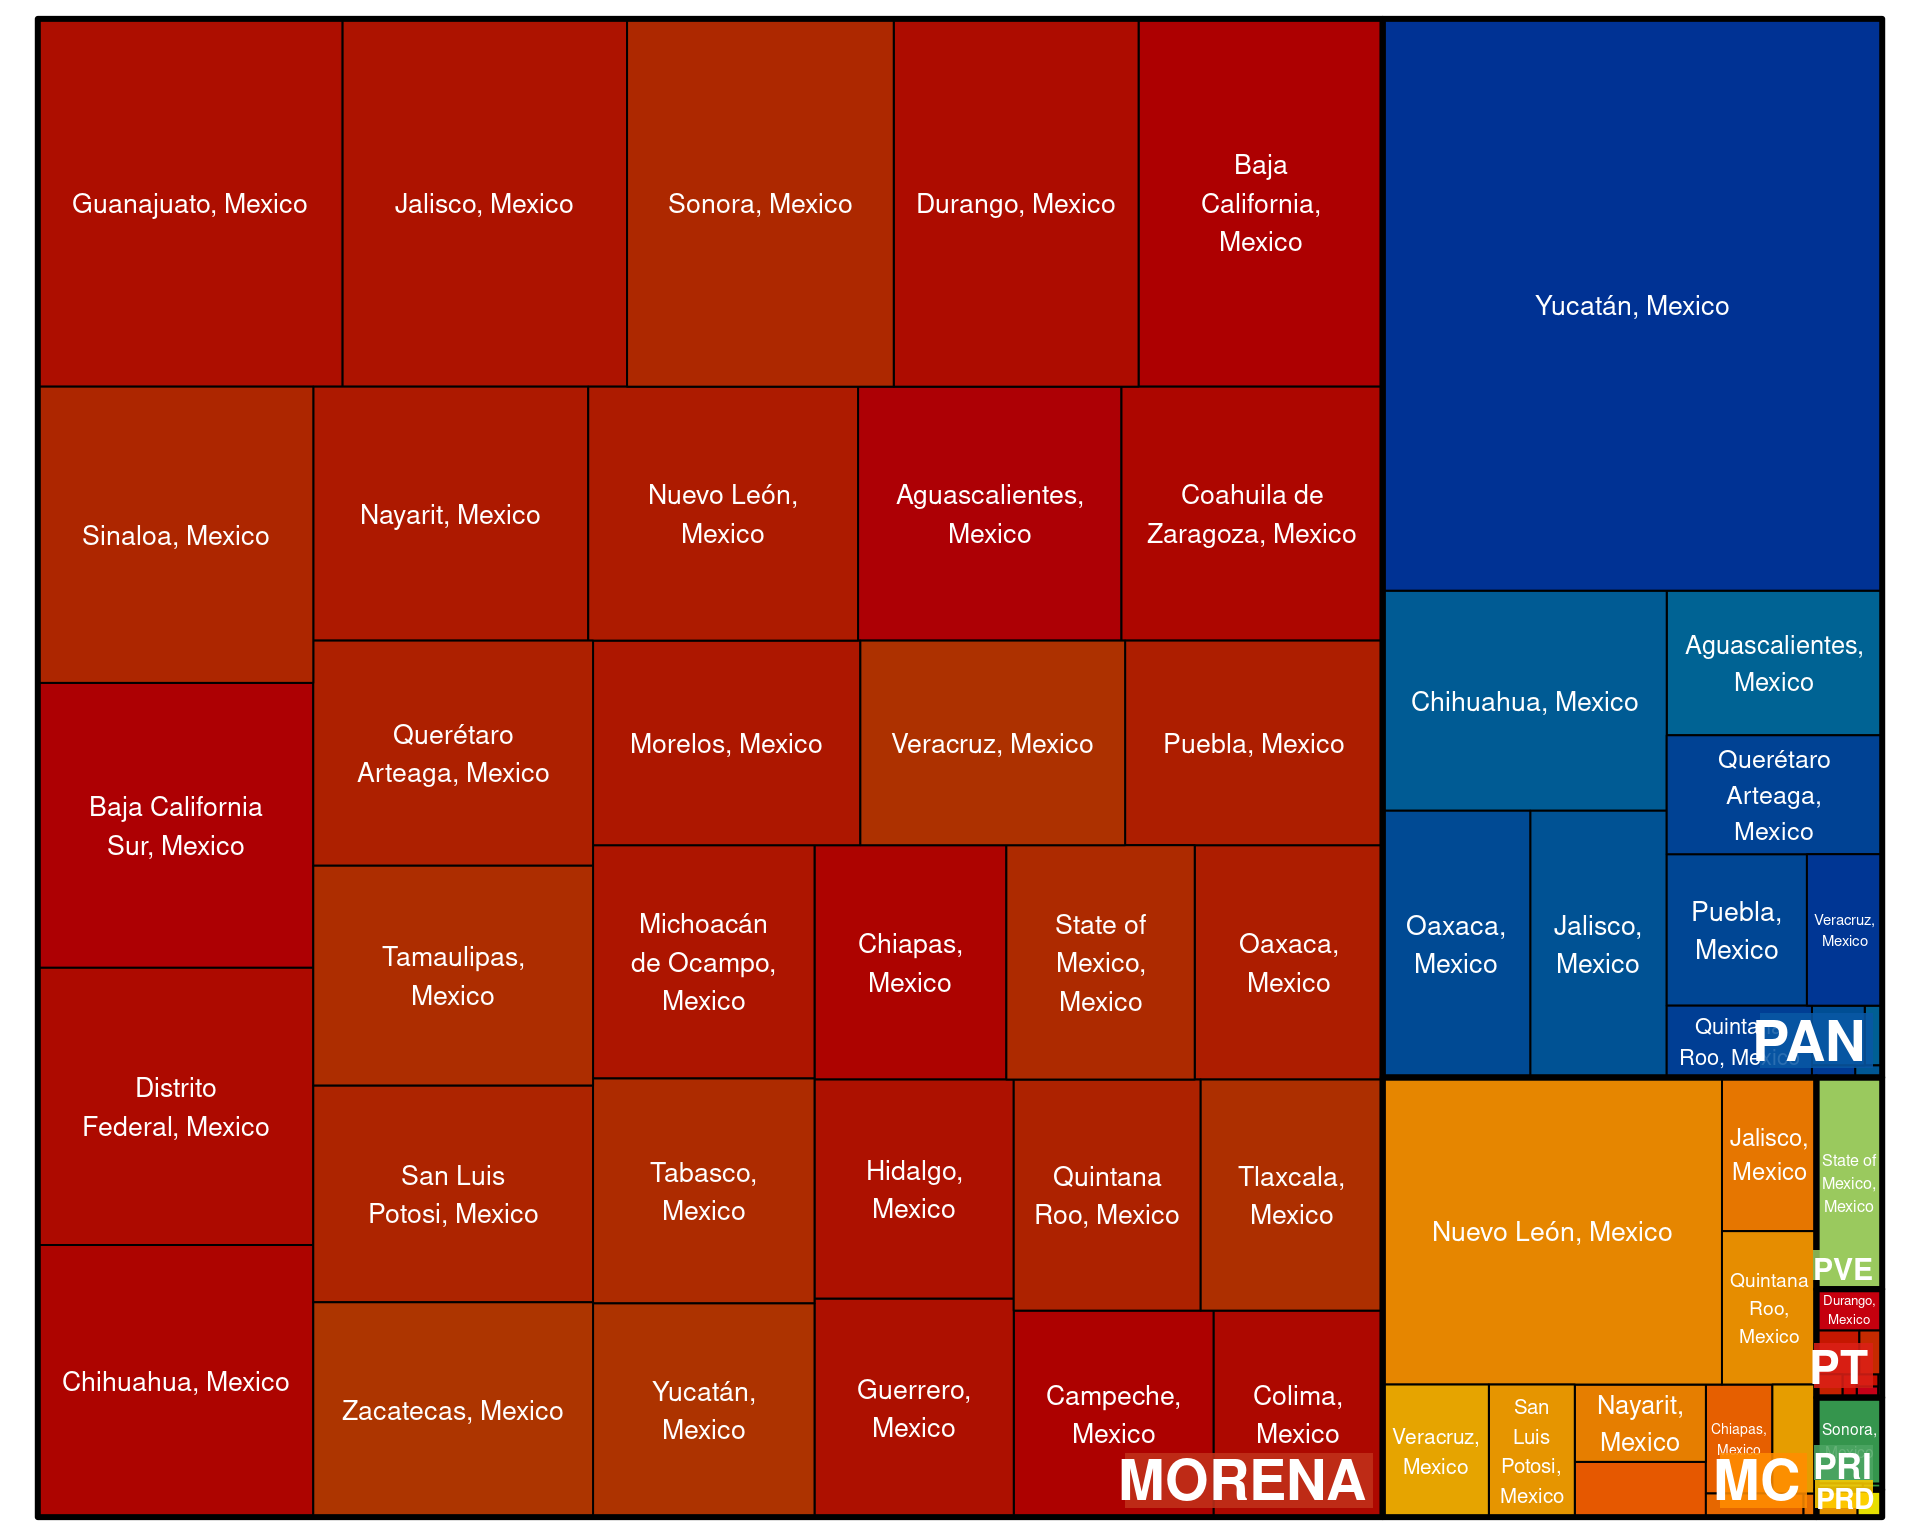 Guanajuato, Mexico
Jalisco, Mexico
Sonora, Mexico
Durango, Mexico
Baja
California,
Mexico
Sinaloa, Mexico
Nayarit, Mexico
Nuevo León,
Mexico
Aguascalientes,
Mexico
Coahuila de
Zaragoza, Mexico
Baja California
Sur, Mexico
Querétaro
Arteaga, Mexico
Morelos, Mexico
Veracruz, Mexico
Puebla, Mexico
Distrito
Federal, Mexico
Tamaulipas,
Mexico
Michoacán
de Ocampo,
Mexico
Chiapas,
Mexico
State of
Mexico,
Mexico
Oaxaca,
Mexico
Chihuahua, Mexico
San Luis
Potosi, Mexico
Tabasco,
Mexico
Hidalgo,
Mexico
Quintana
Roo, Mexico
Tlaxcala,
Mexico
Zacatecas, Mexico
Yucatán,
Mexico
Guerrero,
Mexico
Campeche,
Mexico
Colima,
Mexico
MORENA
Yucatán, Mexico
Chihuahua, Mexico
Aguascalientes,
Mexico
Querétaro
Arteaga,
Mexico
Oaxaca,
Mexico
Jalisco,
Mexico
Puebla,
Mexico
Veracruz,
Mexico
Quintana
Roo, Mexico
PAN
Nuevo León, Mexico
Jalisco,
Mexico
Quintana
Roo,
Mexico
Veracruz,
Mexico
San
Luis
Potosi,
Mexico
Nayarit,
Mexico
Chiapas,
Mexico
MC
State of
Mexico,
Mexico
PVE
Durango,
Mexico
PT
Sonora,
PRI
PRD